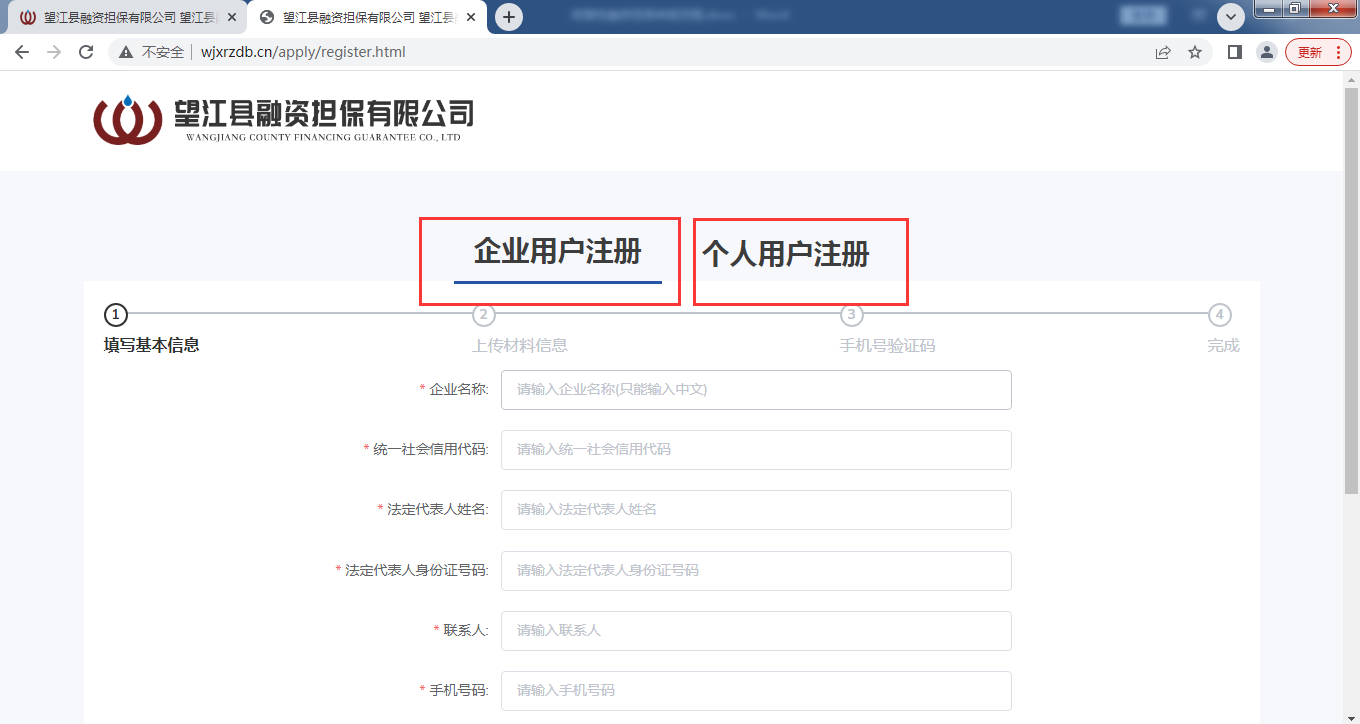 望江县融资担保有限公司 望江县
望江县融资担保有限公司 望江县
不安全
wjxrzdb.cn/apply/register.html
更新
望江县融资担保有限公司
WANGJIANG COUNTY FINANCING GUARANTEE CO., LTD
企业用户注册
个人用户注册
1
2
3
4
填写基本信息
上传材料信息
手机号验证码
完成
* 企业名称:
请输入企业名称(只能输入中文)
* 统一社会信用代码:
请输入统一社会信用代码
* 法定代表人姓名:
请输入法定代表人姓名
* 法定代表人身份证号码:
请输入法定代表人身份证号码
* 联系人:
请输入联系人
* 手机号码:
请输入手机号码